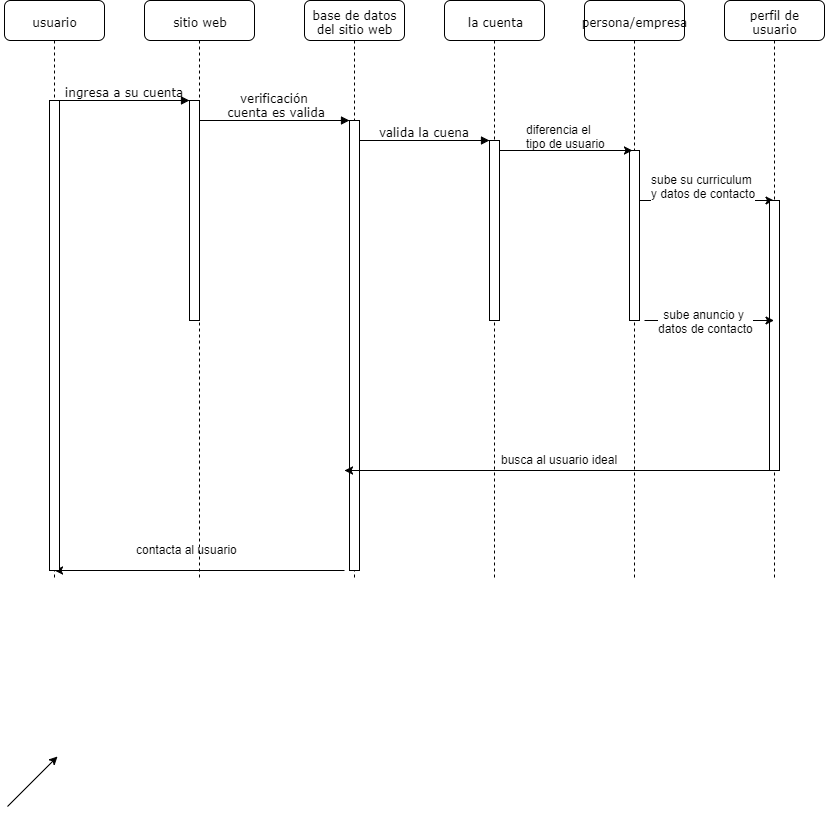 usuario
sitio web
base de datos
del sitio web
la cuenta
persona/empresa
perfil de
usuario
ingresa a su cuenta
verificación
cuenta es valida
valida la cuena
diferencia el
tipo de usuario
sube su curriculum
y datos de contacto
sube anuncio y
datos de contacto
busca al usuario ideal
contacta al usuario